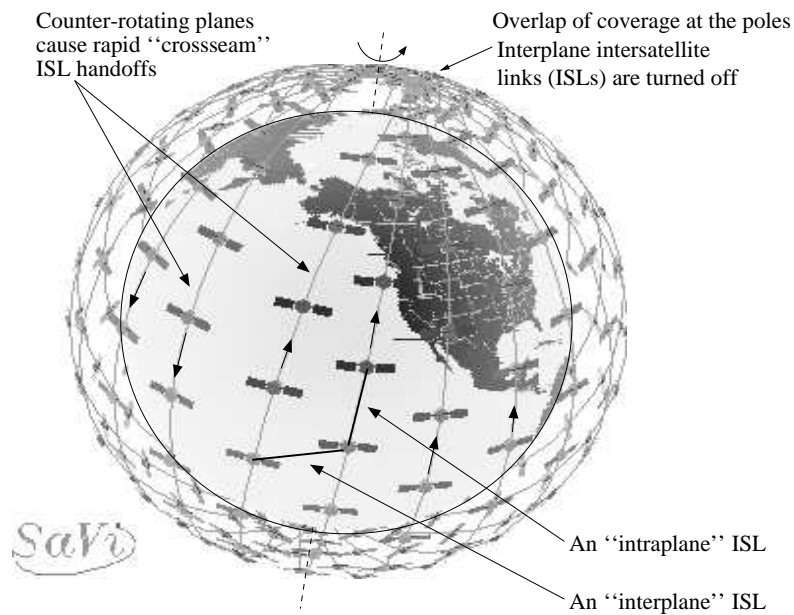 Counter-rotating planes
cause rapid ‘‘crossseam’’
ISL handoffs
Overlap of coverage at the poles
Interplane intersatellite
links (ISLs) are turned off
An ‘‘intraplane’’ ISL
An ‘‘interplane’’ ISL
SaVi